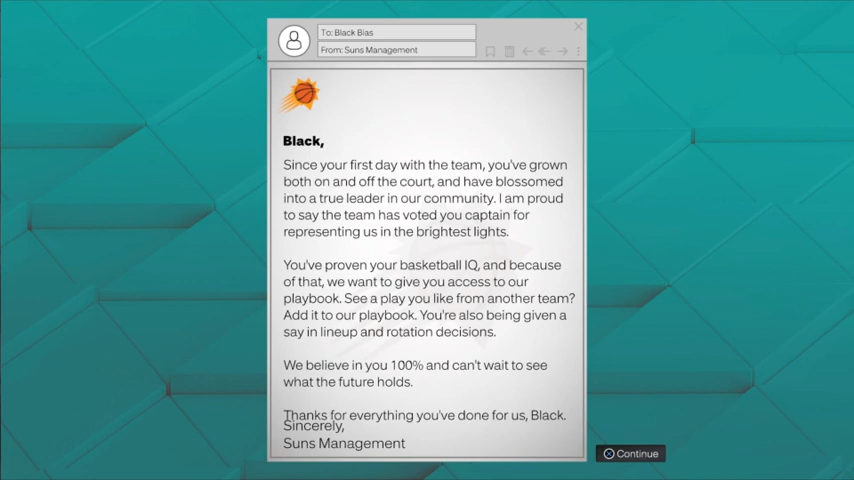 To: Black Bias
From: Suns Management
Black,
Since your first day with the team, you've grown
both on and off the court, and have blossomed
into a true leader in our community. I am proud
to say the team has voted you captain for
representing us in the brightest lights.
You've proven your basketball IQ, and because
of that, we want to give you access to our
playbook. See a play you like from another team?
Add it to our playbook. You're also being given a
say in lineup and rotation decisions.
We believe in you 100% and can't wait to see
what the future holds.
Thanks for everything you've done for us, Black.
Sincerely,
Suns Management
Continue